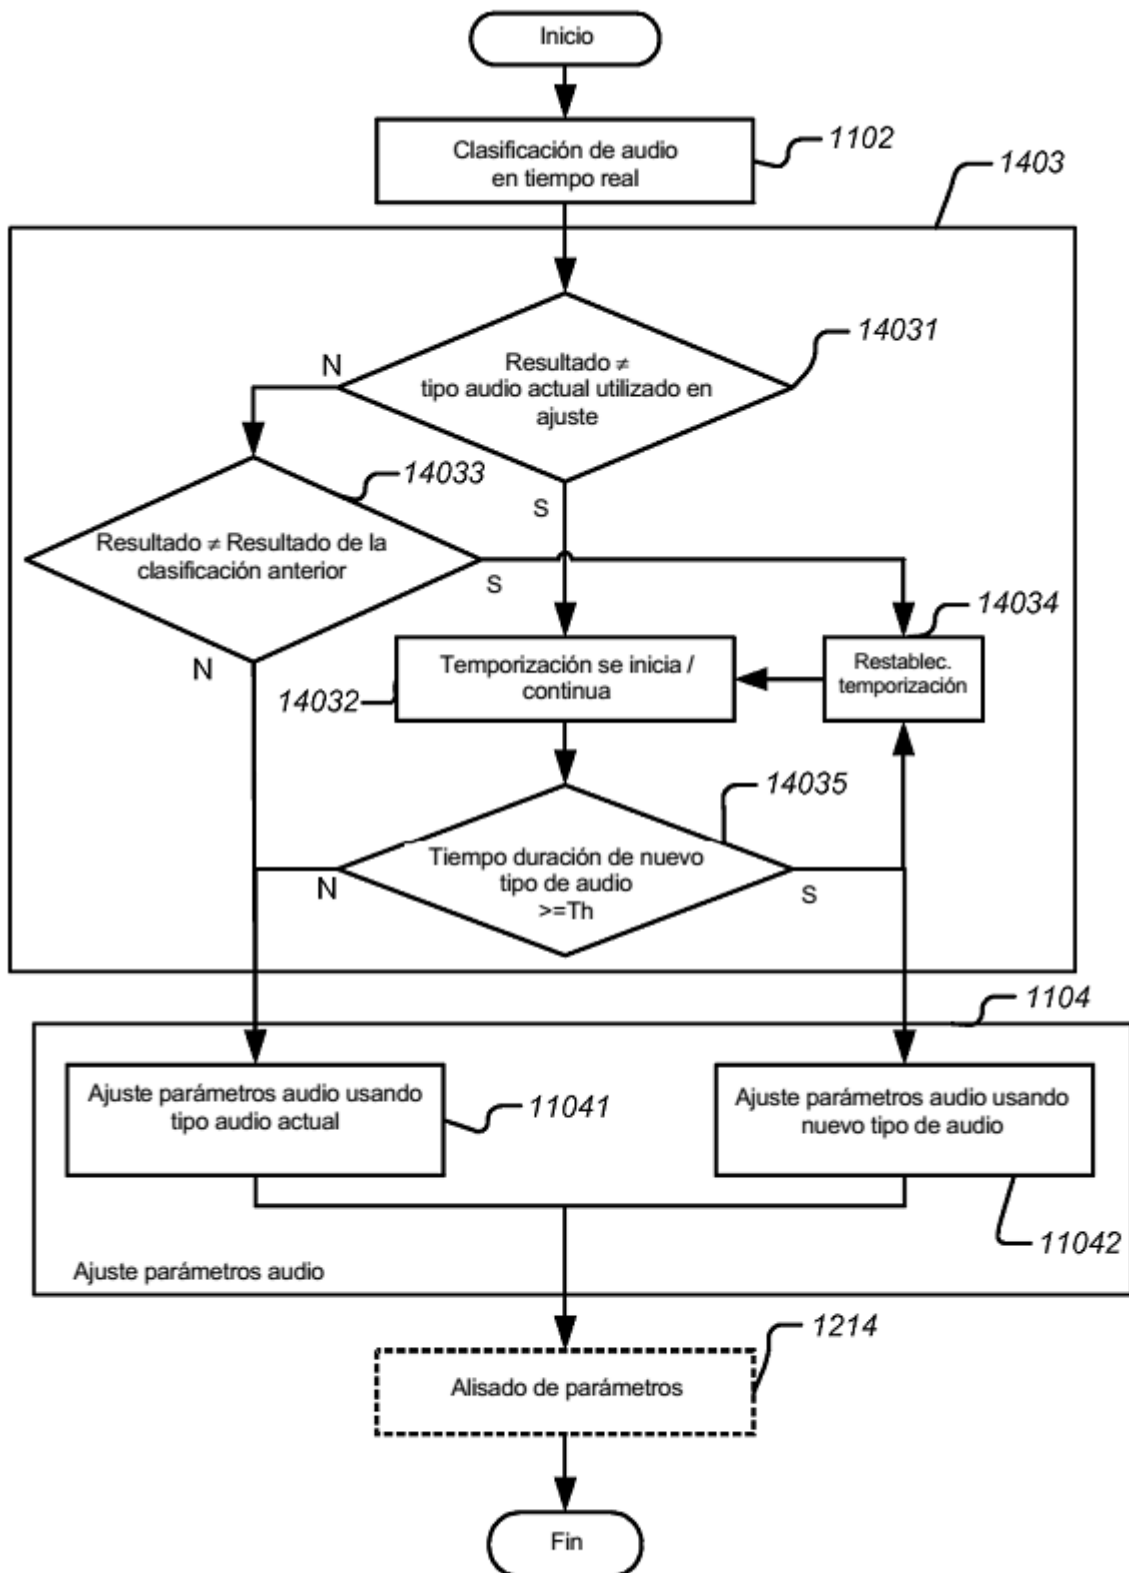 Inicio
Clasificación de audio
en tiempo real
1102
1403
Resultado ≠
tipo audio actual utilizado en
ajuste
14031
N
S
14033
Resultado ≠ Resultado de la
clasificación anterior
S
N
14034
Restablec.
temporización
Temporización se inicia /
continua
14032
14035
Tiempo duración de nuevo
tipo de audio
>=Th
N
S
1104
Ajuste parámetros audio usando
tipo audio actual
11041
Ajuste parámetros audio usando
nuevo tipo de audio
11042
Ajuste parámetros audio
1214
Alisado de parámetros
Fin